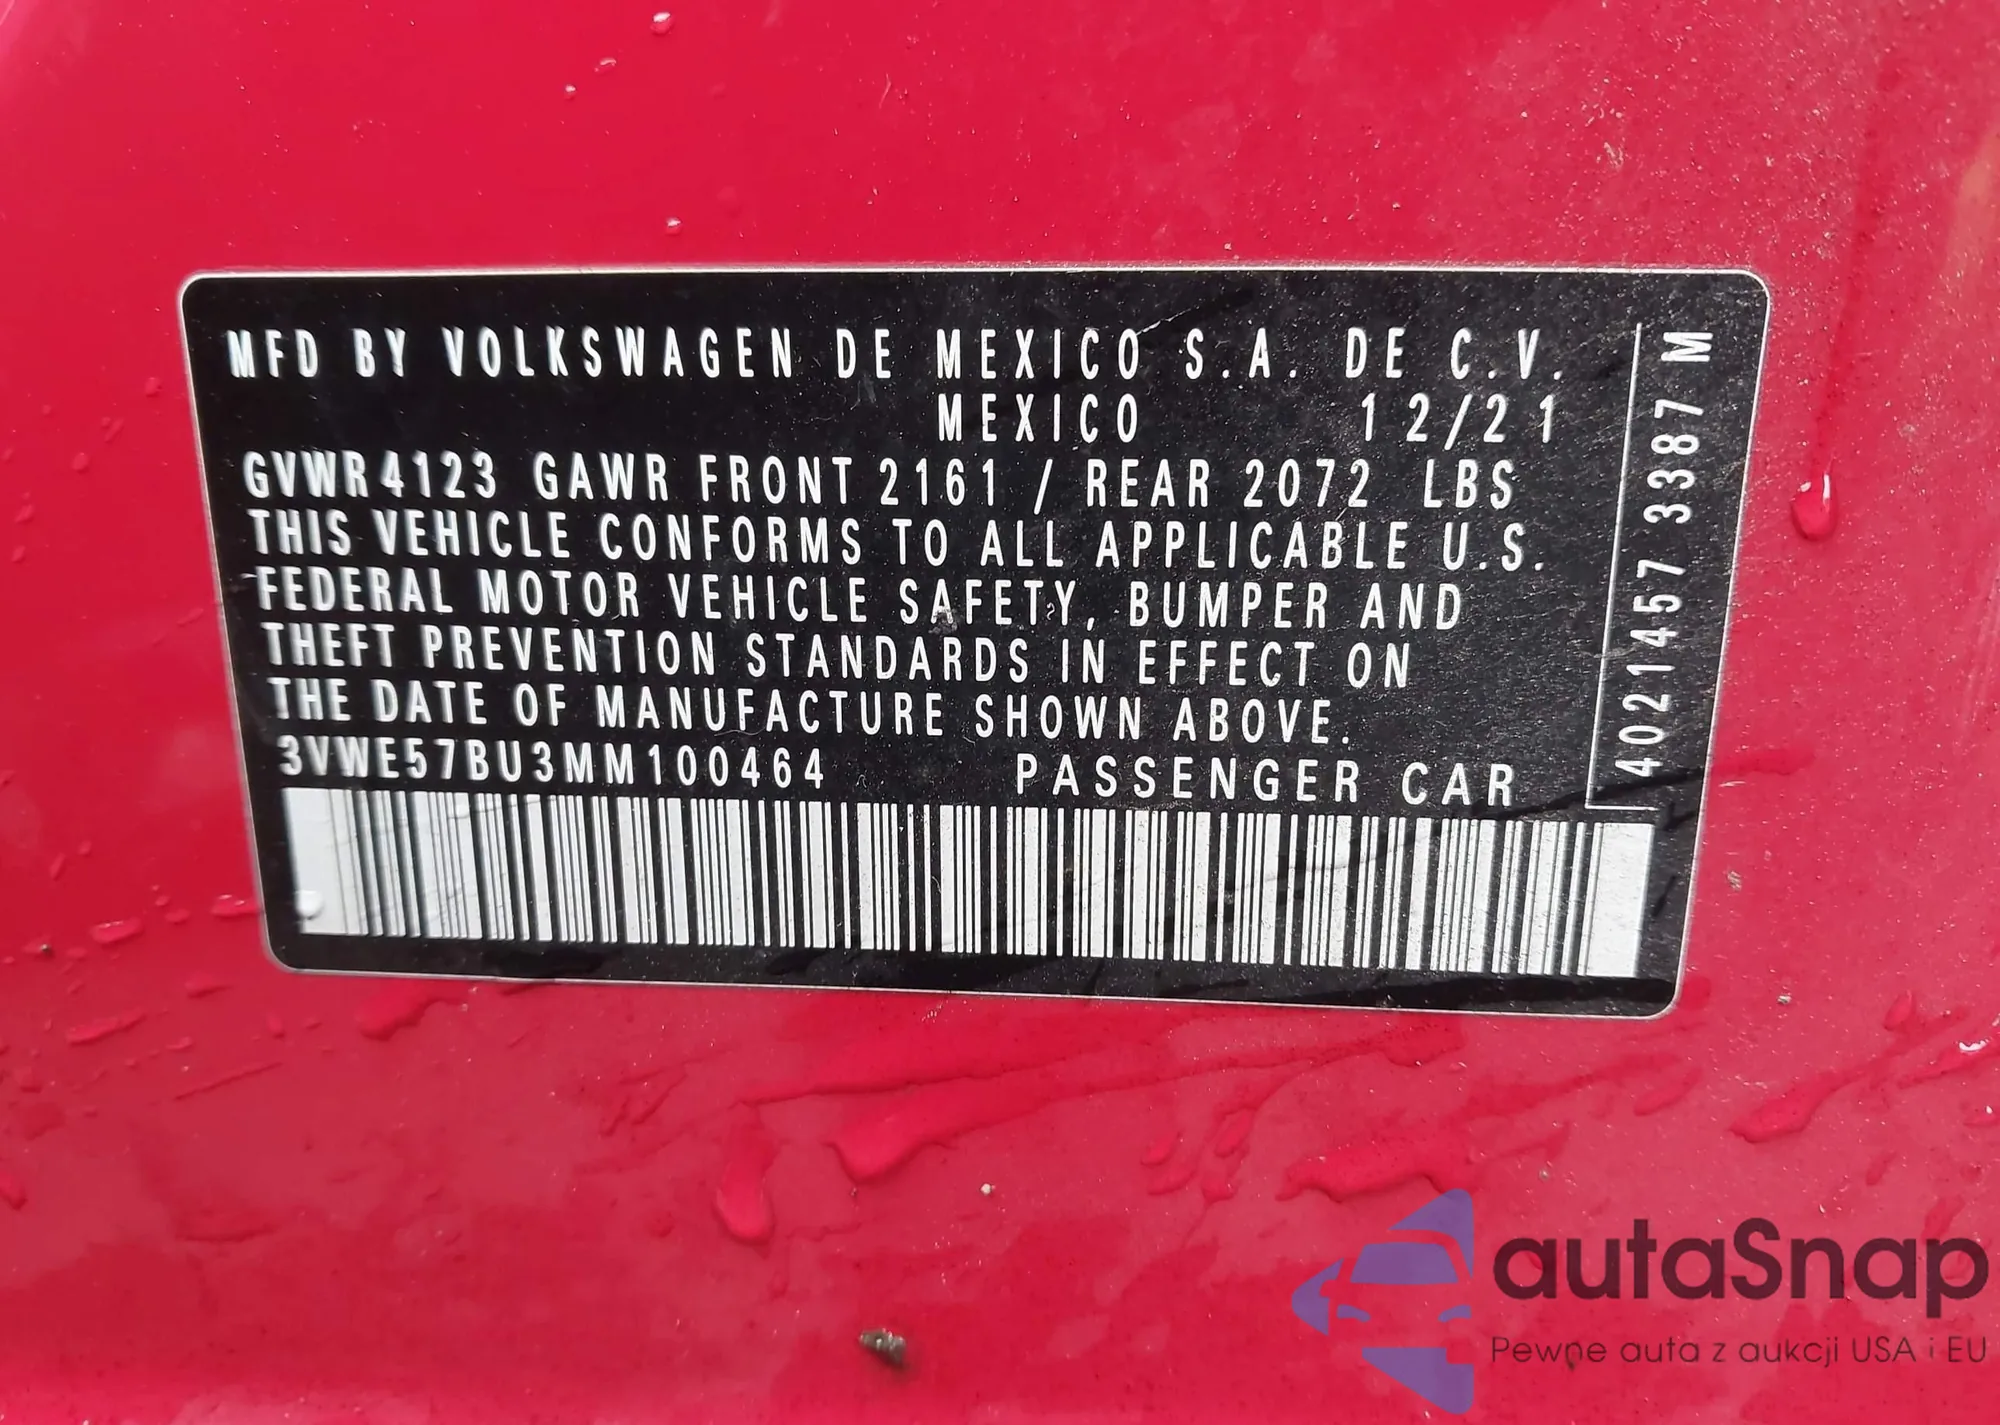 MFD BY VOLKSWAGEN DE MEXICO S.A. DE C.V.
MEXICO 12/21
GVWR 4123 GAWR FRONT 2161 / REAR 2072 LBS
THIS VEHICLE CONFORMS TO ALL APPLICABLE U.S.
FEDERAL MOTOR VEHICLE SAFETY, BUMPER AND
THEFT PREVENTION STANDARDS IN EFFECT ON
THE DATE OF MANUFACTURE SHOWN ABOVE.
3VWE57BU3MM100464 PASSENGER CAR
4021457 3387 M
autaSnap
Pewne auta z aukcji USA i EU